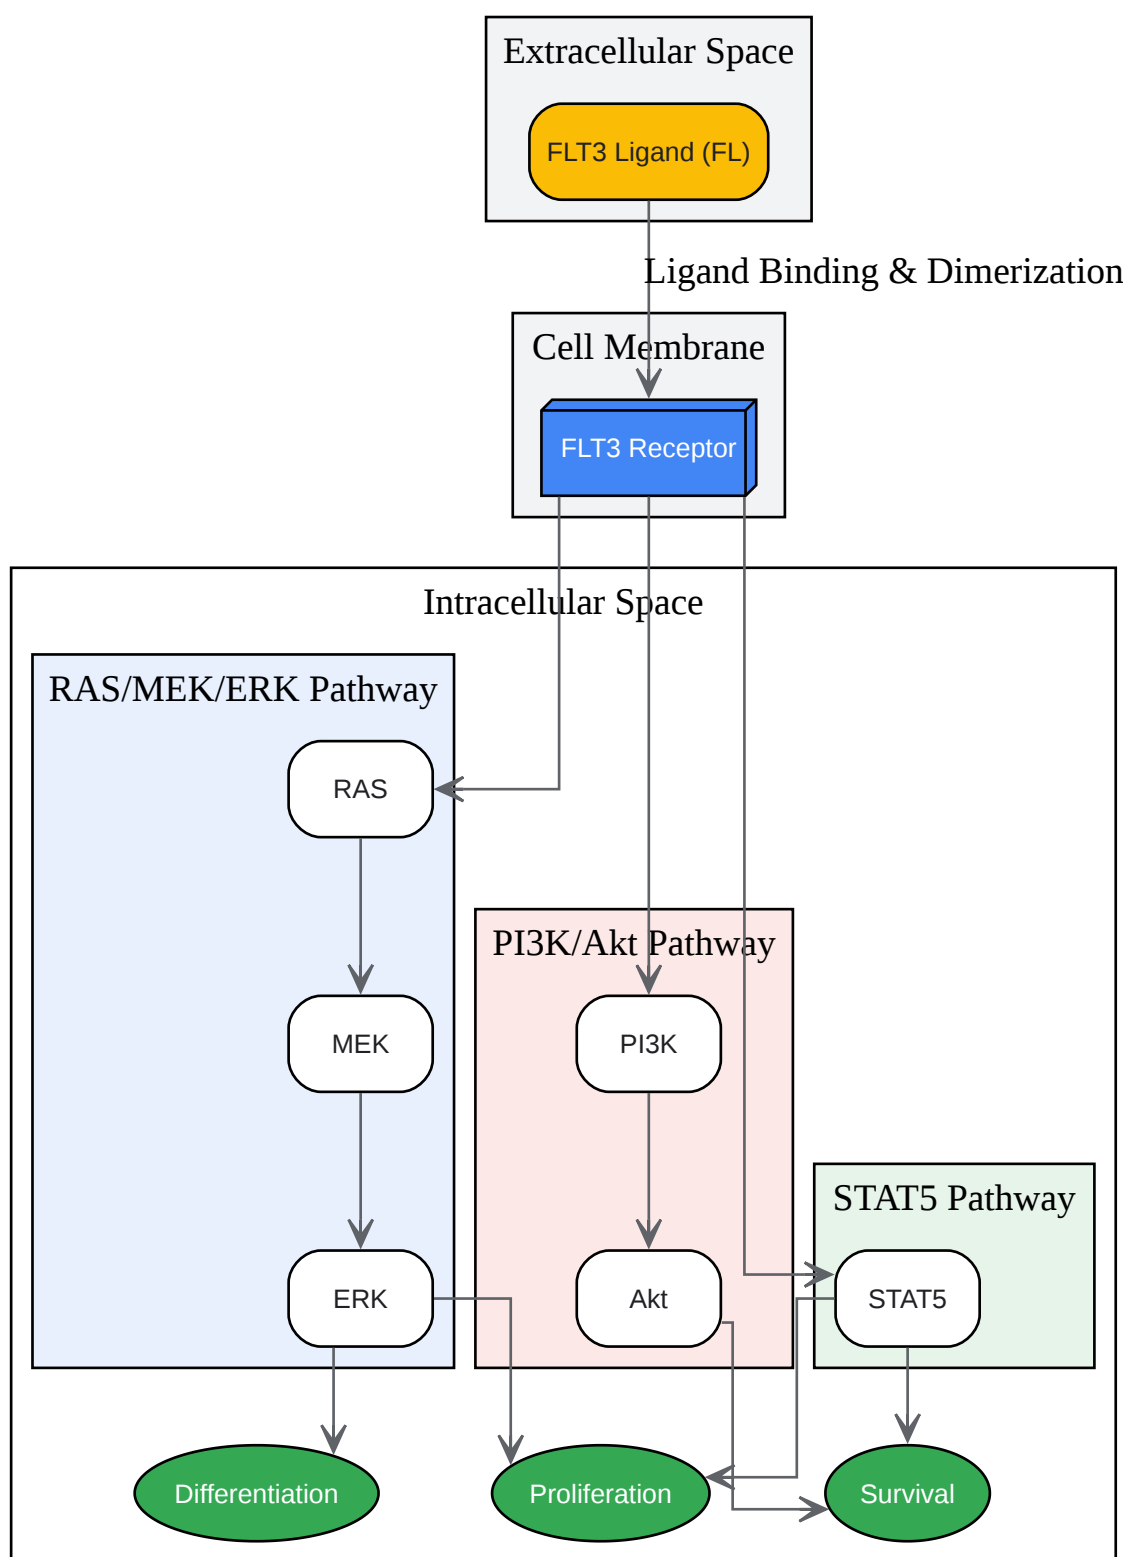 Extracellular Space
FLT3 Ligand (FL)
Ligand Binding & Dimerization
Cell Membrane
FLT3 Receptor
Intracellular Space
RAS/MEK/ERK Pathway
RAS
PI3K/Akt Pathway
MEK
PI3K
STAT5 Pathway
ERK
Akt
STAT5
Differentiation
Proliferation
Survival